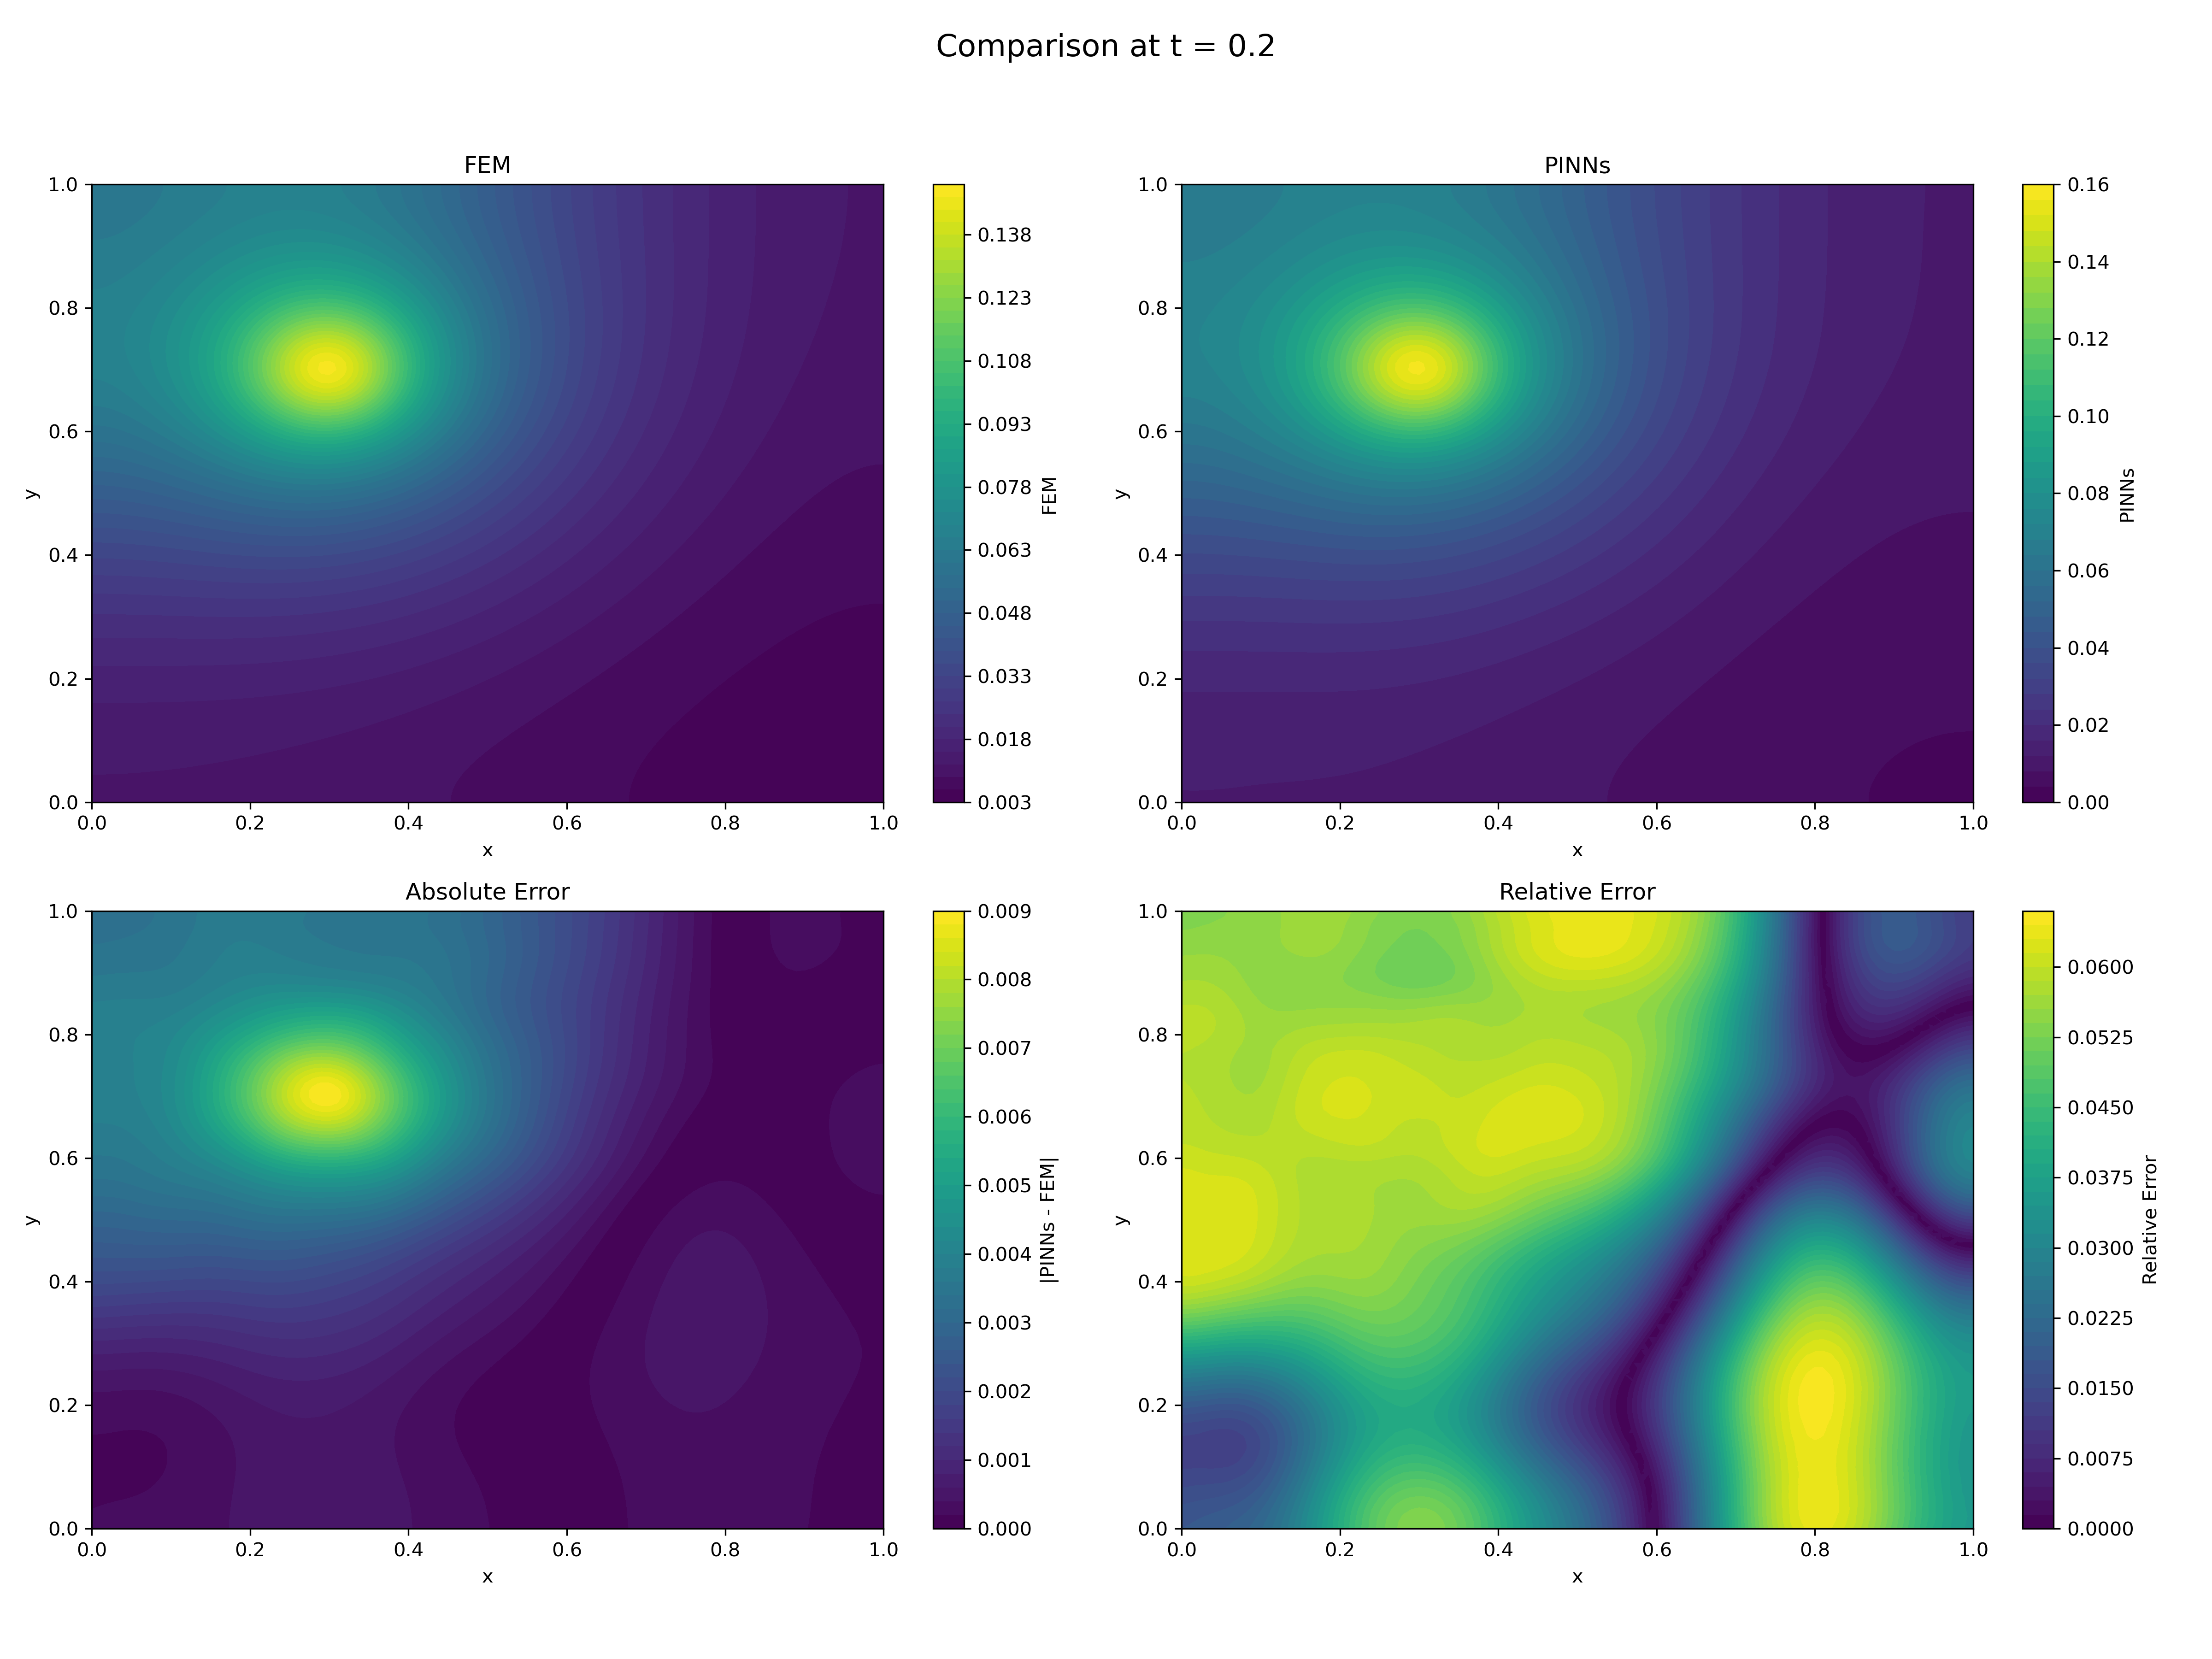 Comparison at t = 0.2
FEM
1.0
0.8
0.6
0.4
0.2
0.0
y
0.0 0.2 0.4 0.6 0.8 1.0
x
0.138
0.123
0.108
0.093
0.078
0.063
0.048
0.033
0.018
0.003
FEM
PINNs
1.0
0.8
0.6
0.4
0.2
0.0
y
0.0 0.2 0.4 0.6 0.8 1.0
x
0.16
0.14
0.12
0.10
0.08
0.06
0.04
0.02
0.00
PINNs
Absolute Error
1.0
0.8
0.6
0.4
0.2
0.0
y
0.0 0.2 0.4 0.6 0.8 1.0
x
0.009
0.008
0.007
0.006
0.005
0.004
0.003
0.002
0.001
0.000
|PINNs - FEM|
Relative Error
1.0
0.8
0.6
0.4
0.2
0.0
y
0.0 0.2 0.4 0.6 0.8 1.0
x
0.0600
0.0525
0.0450
0.0375
0.0300
0.0225
0.0150
0.0075
0.0000
Relative Error